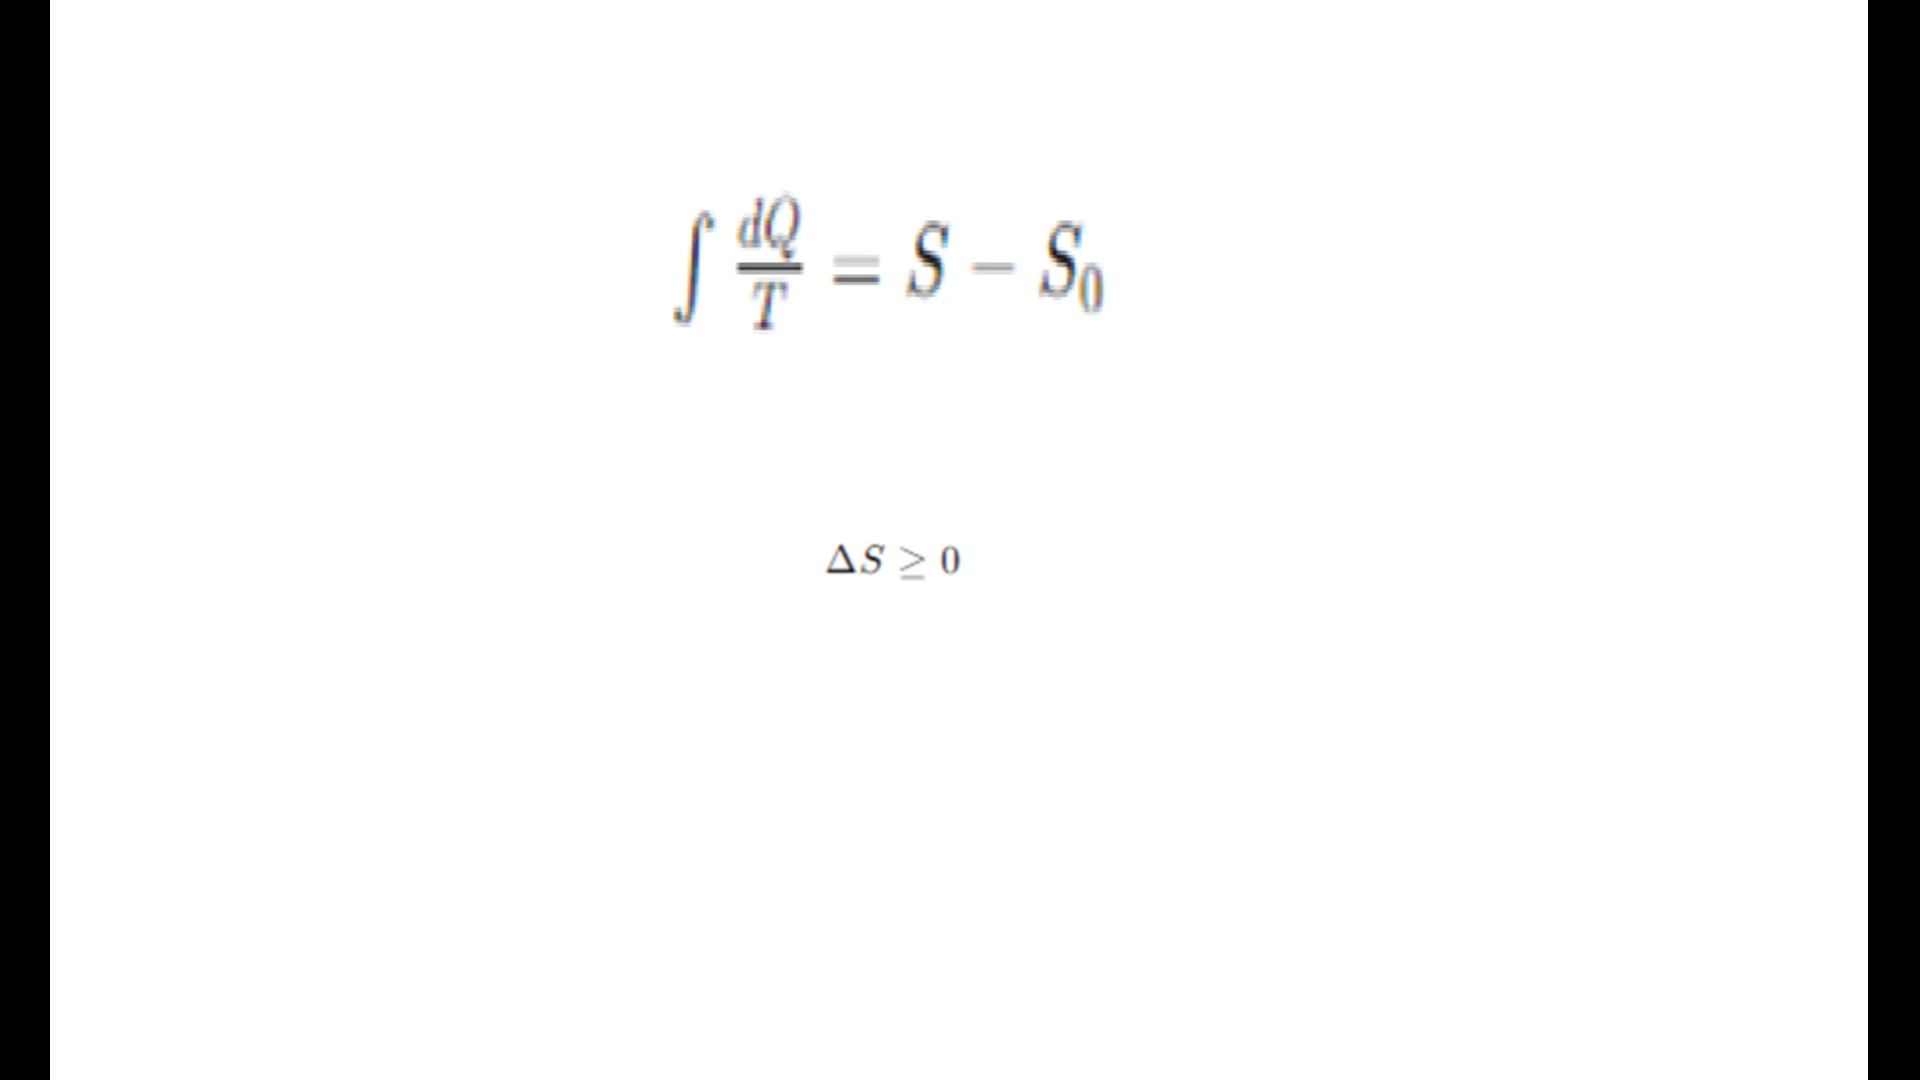 ∫ dQ/T = S − S₀
ΔS ≥ 0